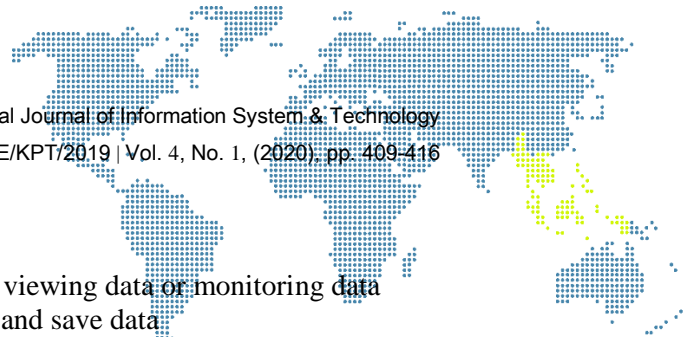 al Journal of Information System & Technology
E/KPT/2019 | Vol. 4, No. 1, (2020), pp. 409-416
viewing data or monitoring data
and save data